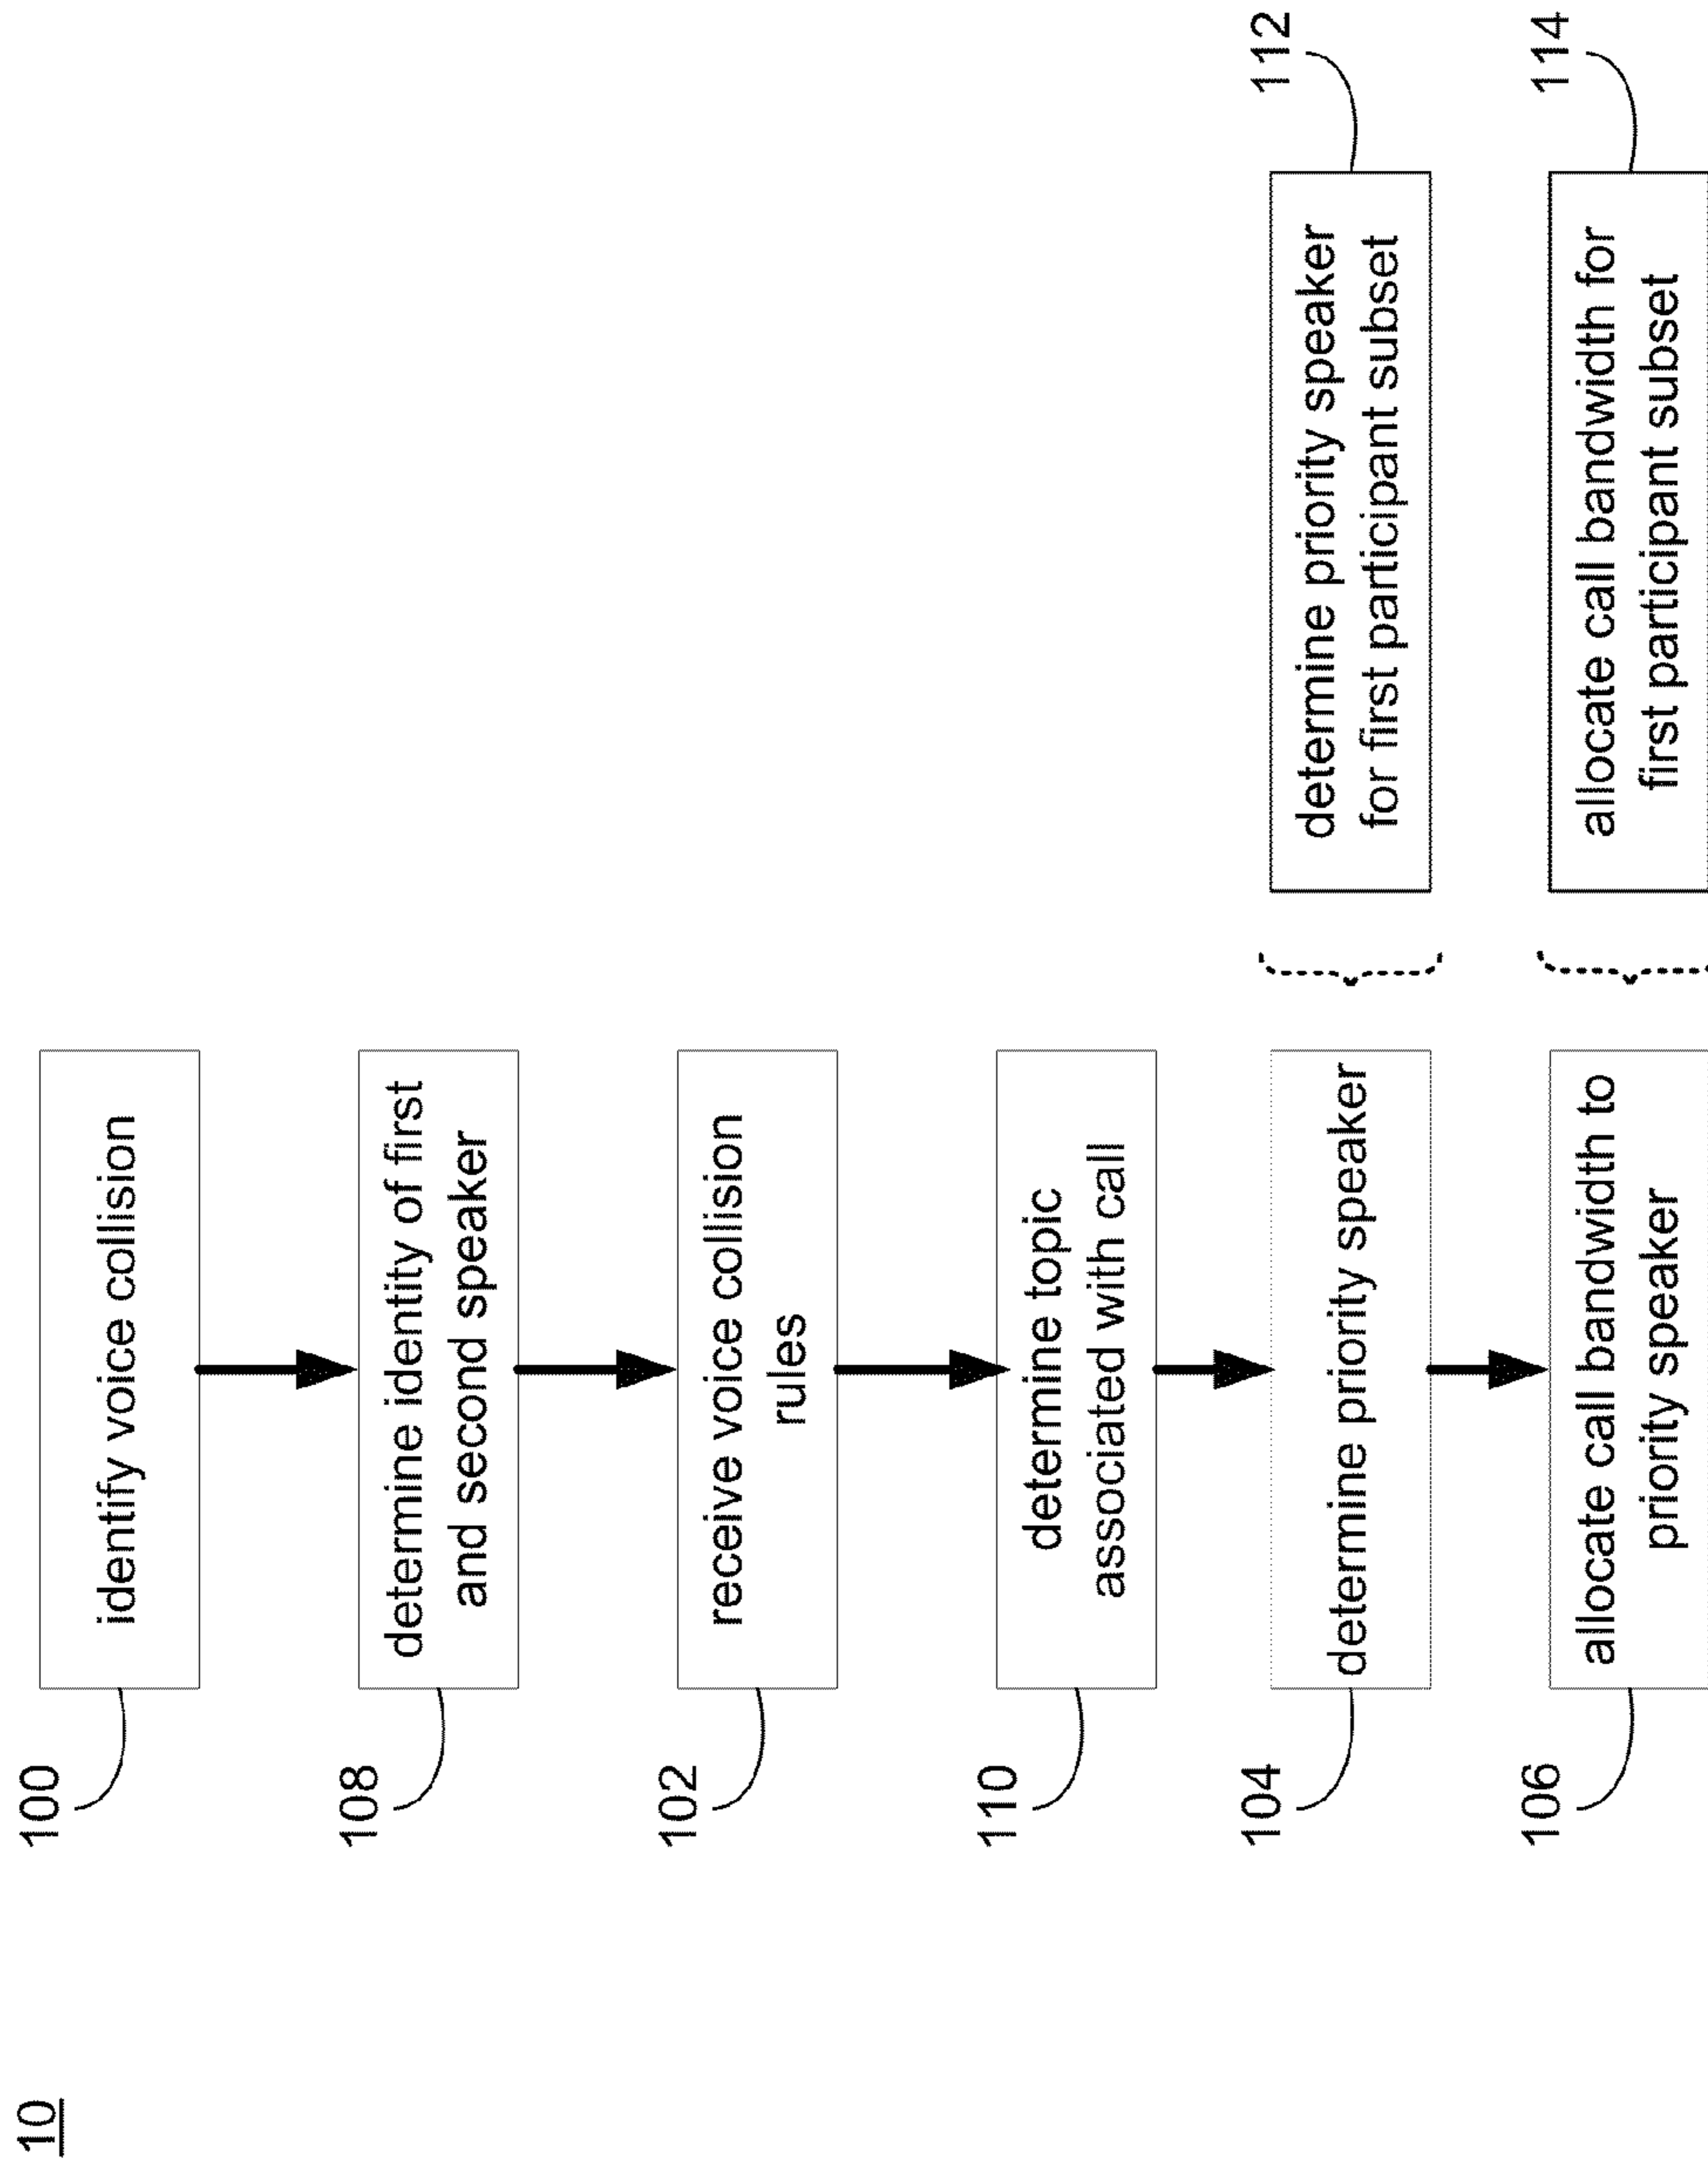 10
100
identify voice collision
108
determine identity of first
and second speaker
102
receive voice collision
rules
110
determine topic
associated with call
104
determine priority speaker
112
determine priority speaker
for first participant subset
106
allocate call bandwidth to
priority speaker
114
allocate call bandwidth for
first participant subset